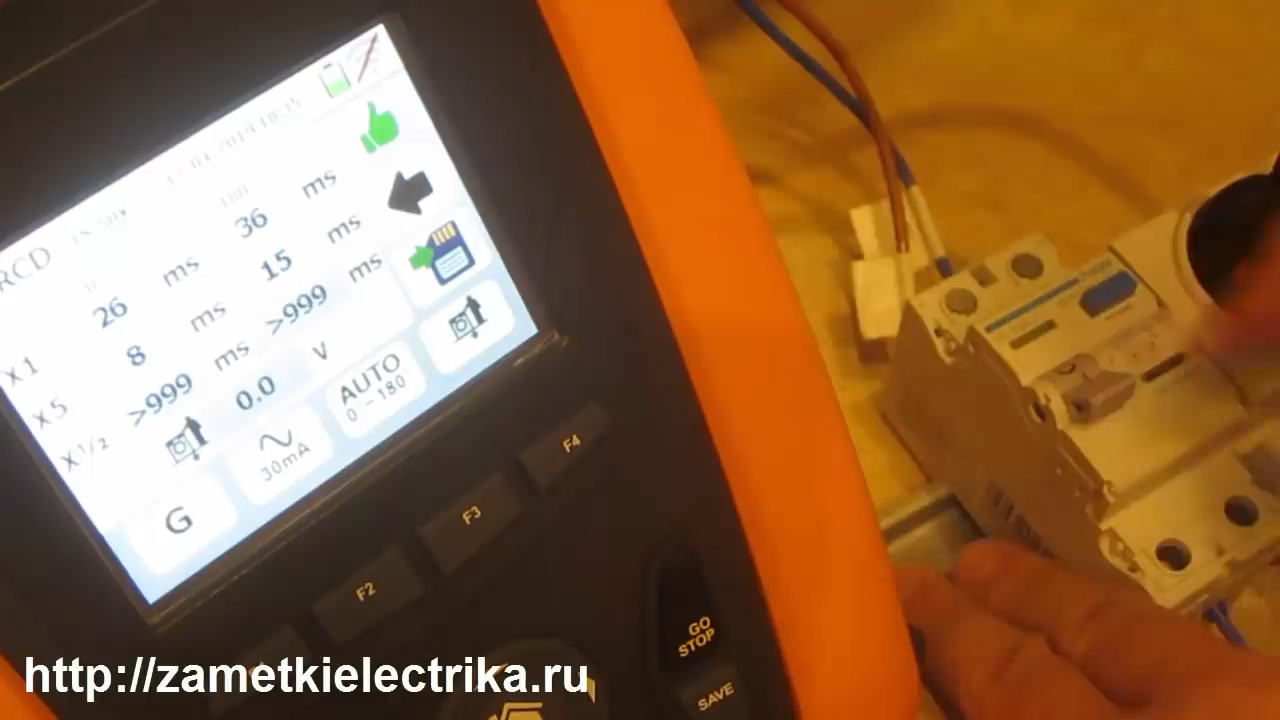 RCD
X1 26 ms 36 ms
X5 8 ms 15 ms
X1/2 >999 ms >999 ms
0.0 V
G
30mA
AUTO
0°-180°
F2
F3
F4
GO
STOP
SAVE
http://zametkielectrika.ru